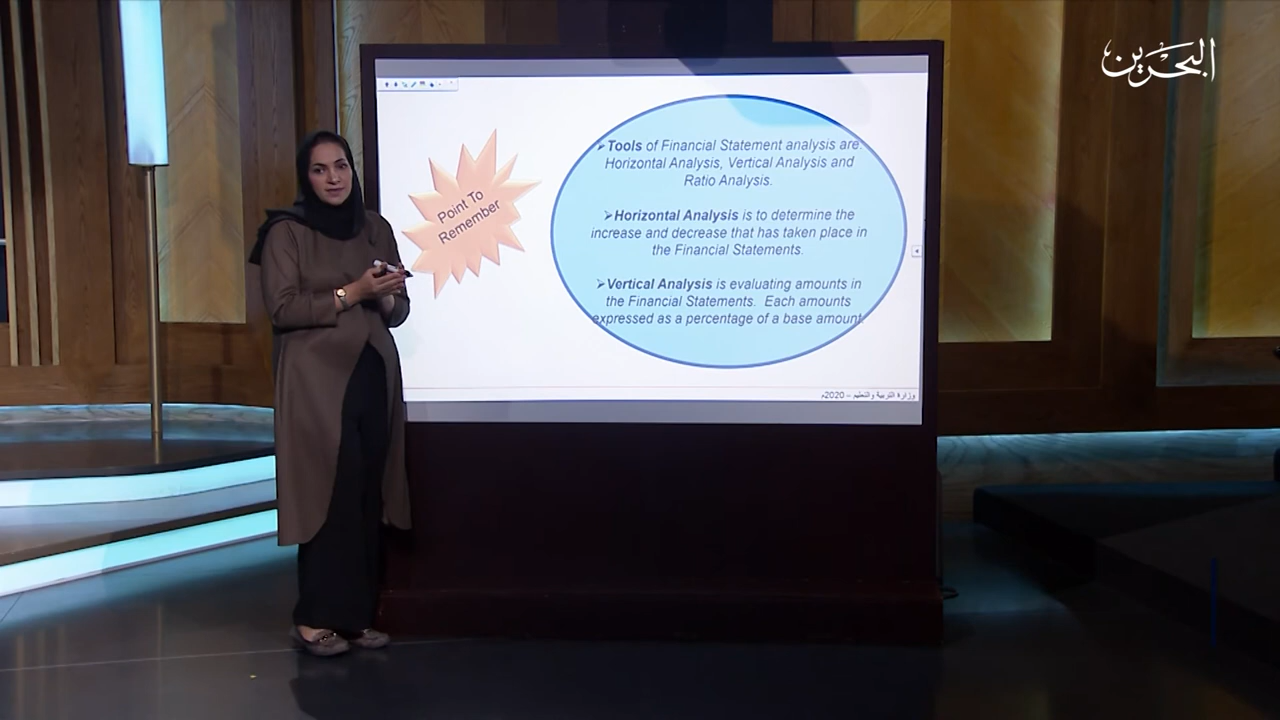 البحرين
Point To
Remember
➢Tools of Financial Statement analysis are:
Horizontal Analysis, Vertical Analysis and
Ratio Analysis.
➢Horizontal Analysis is to determine the
increase and decrease that has taken place in
the Financial Statements.
➢Vertical Analysis is evaluating amounts in
the Financial Statements. Each amounts
expressed as a percentage of a base amount.
وزارة التربية والتعليم – 2020م